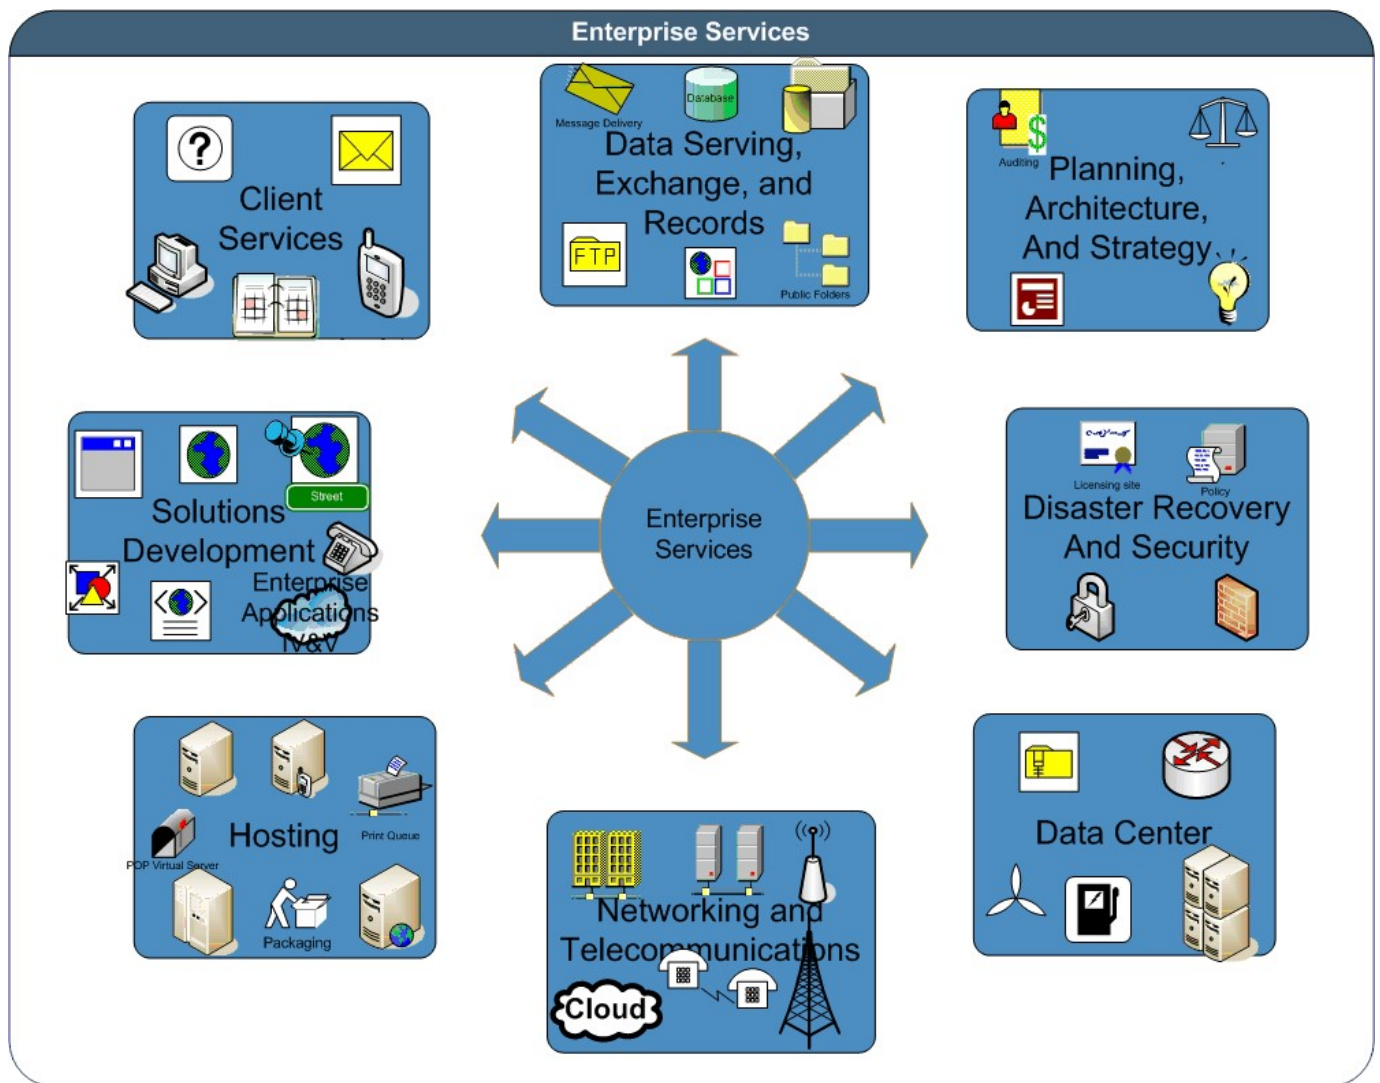 Enterprise Services
?
Client
Services
Message Delivery
Database
Data Serving,
Exchange, and
Records
FTP
Public Folders
Auditing
$
Planning,
Architecture,
And Strategy
Solutions
Development
Street
Enterprise
Applications
IV&V
Enterprise
Services
Licensing site
Policy
Disaster Recovery
And Security
Hosting
Print Queue
POP Virtual Server
Packaging
Networking and
Telecommunications
Cloud
Data Center